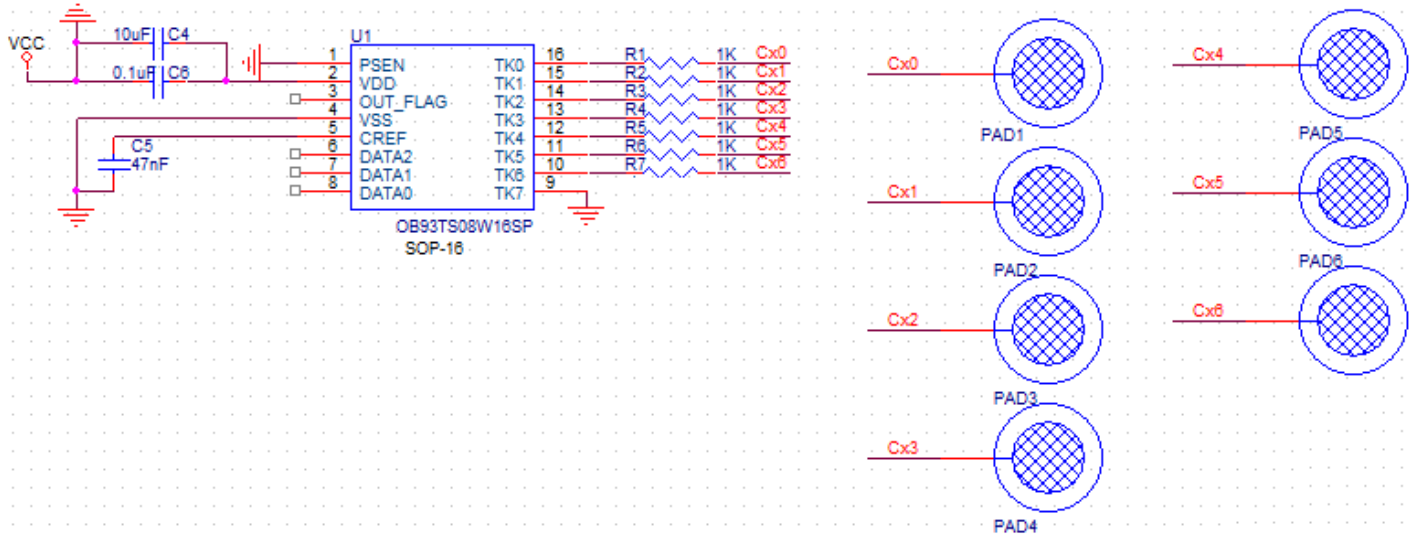 VCC
10uF C4
0.1uF C6
U1
1 PSEN TK0 16 R1 1K Cx0
2 VDD TK1 15 R2 1K Cx1
3 OUT_FLAG TK2 14 R3 1K Cx2
4 VSS TK3 13 R4 1K Cx3
5 CREF TK4 12 R5 1K Cx4
6 DATA2 TK5 11 R6 1K Cx5
7 DATA1 TK6 10 R7 1K Cx6
8 DATA0 TK7 9
C5
47nF
OB93TS08W16SP
SOP-16
Cx0
PAD1
Cx1
PAD2
Cx2
PAD3
Cx3
PAD4
Cx4
PAD5
Cx5
PAD6
Cx6